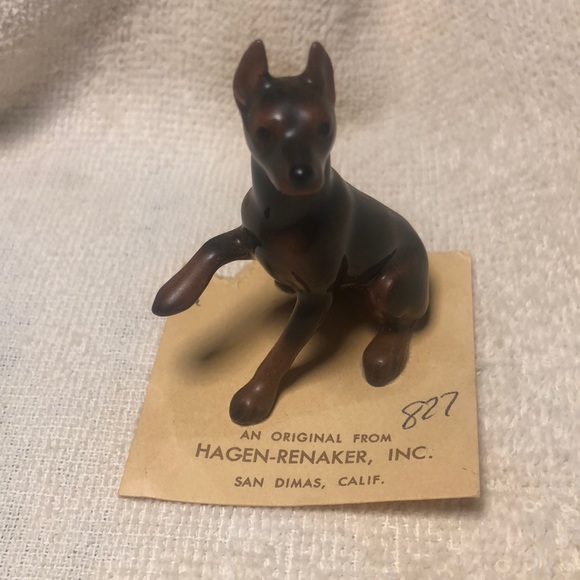 827
AN ORIGINAL FROM
HAGEN-RENAKER, INC.
SAN DIMAS, CALIF.